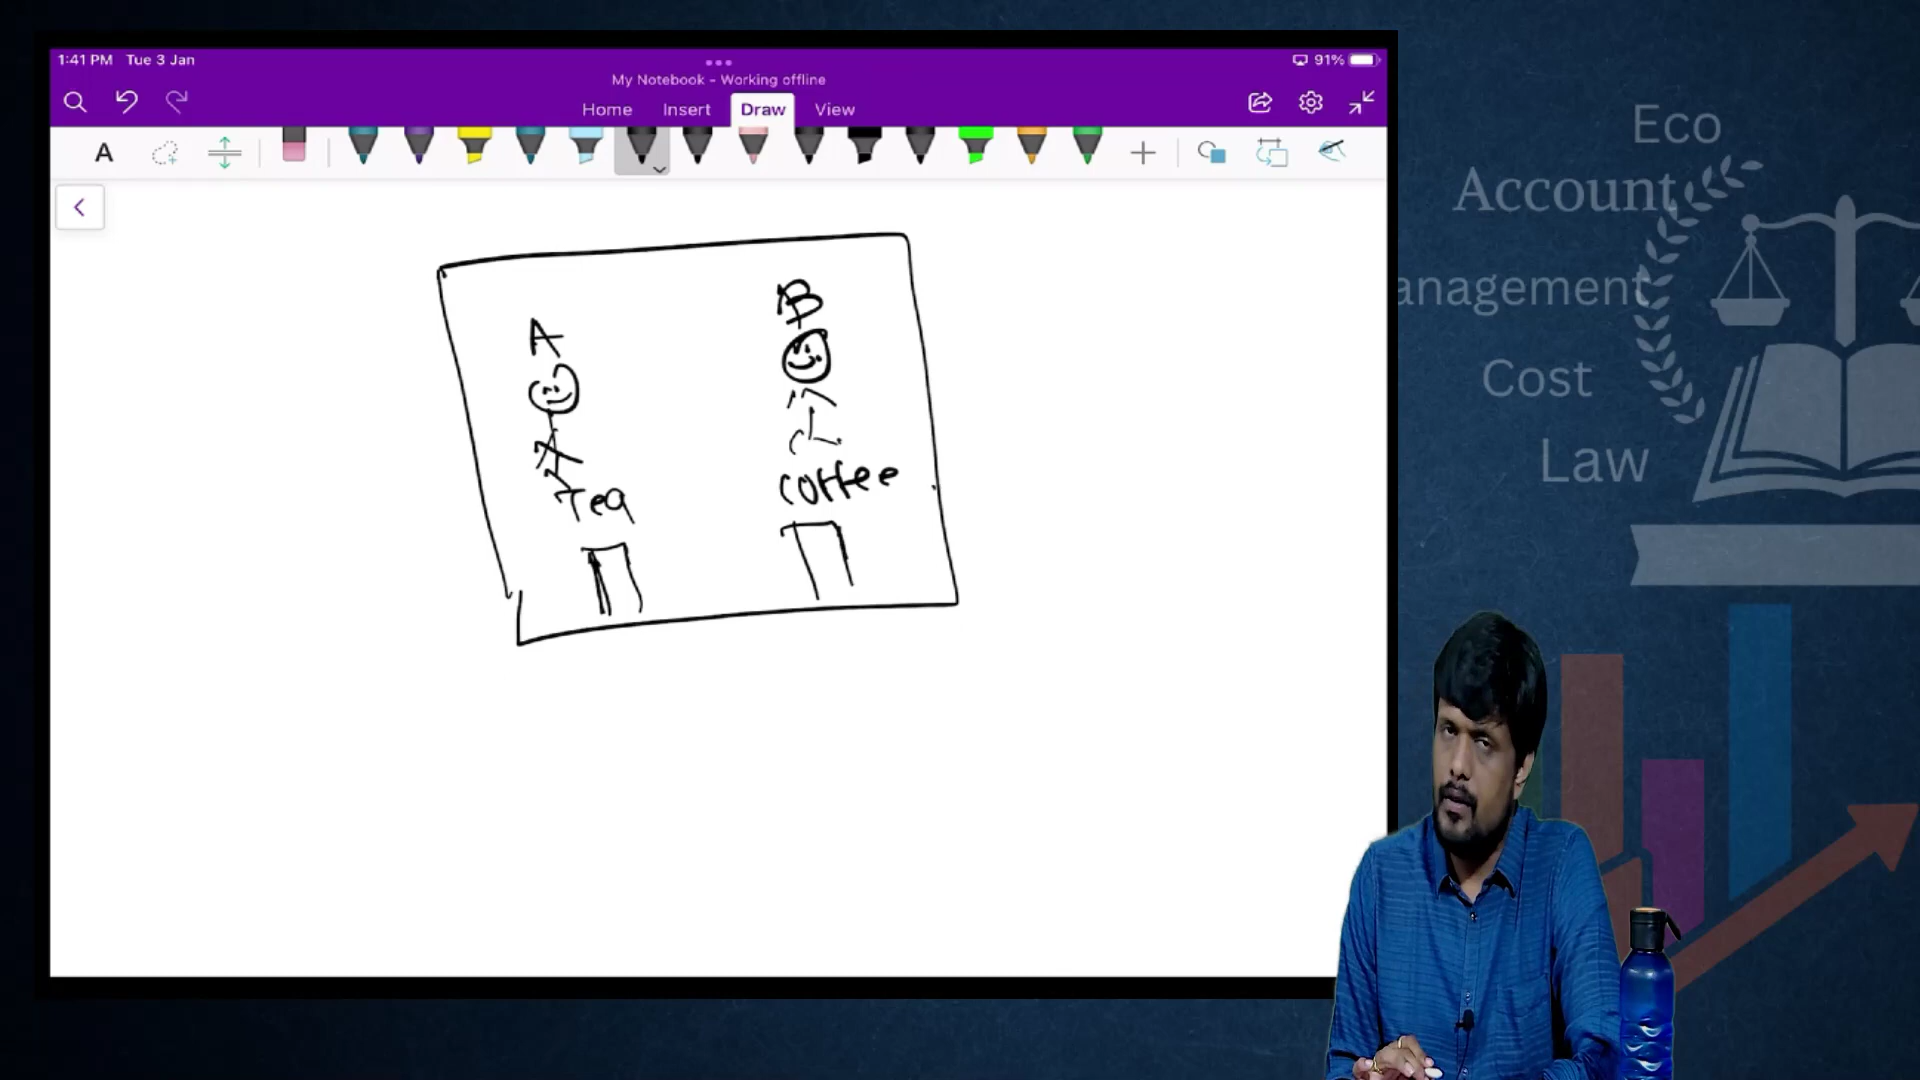 1:41 PM Tue 3 Jan
91%
My Notebook - Working offline
Home Insert Draw View
A
A
B
Tea
coffee
Eco
Account
anagement
Cost
Law